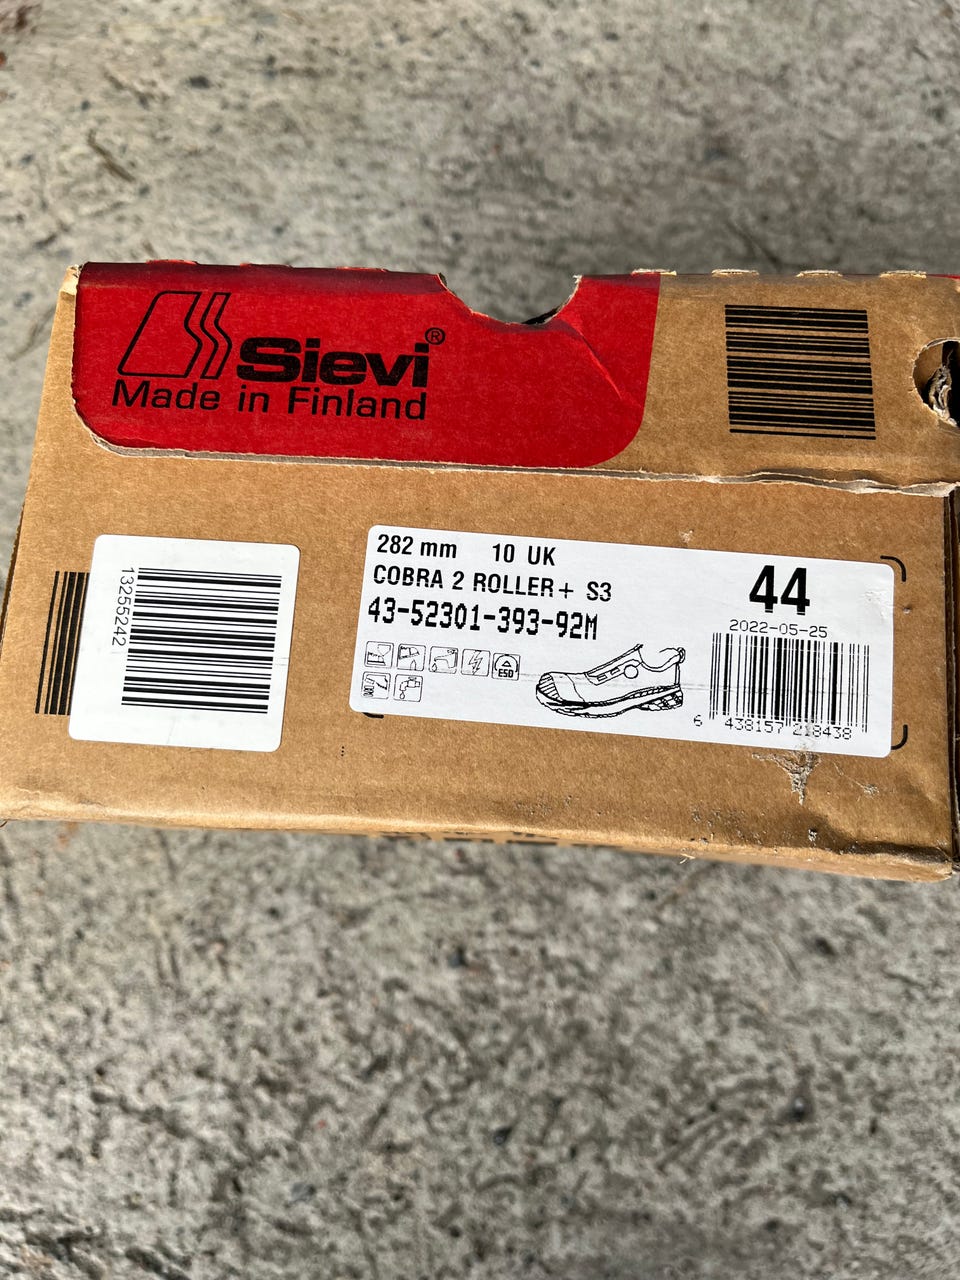 Sievi®
Made in Finland
13255242
282 mm 10 UK
COBRA 2 ROLLER+ S3
43-52301-393-92M
44
2022-05-25
ESD
6 438157 218438